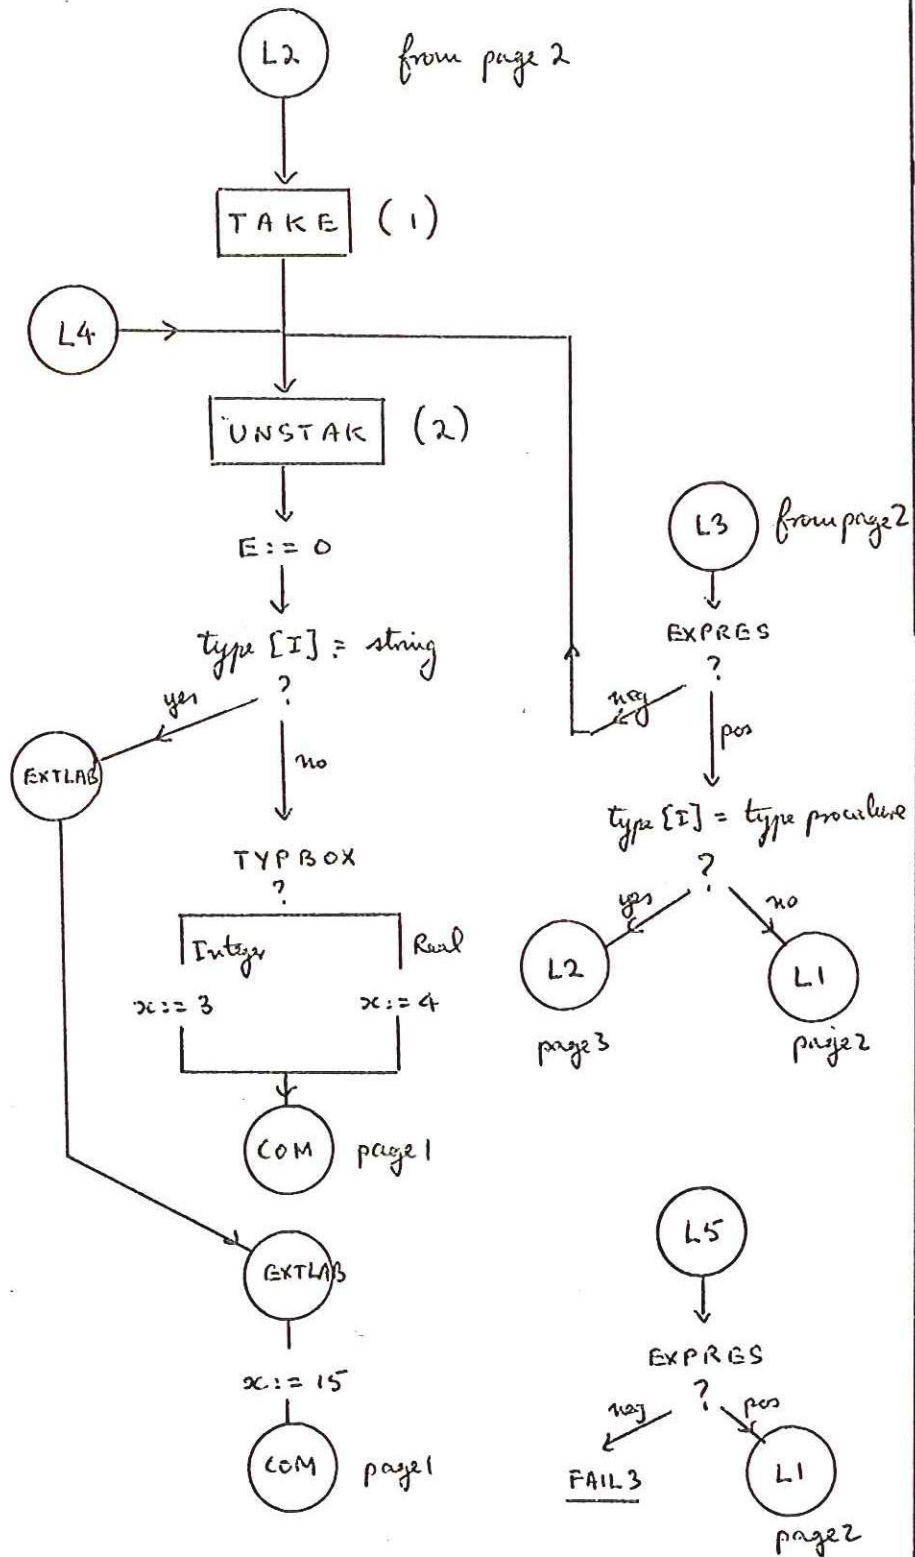 L2 from page 2
TAKE (1)
L4
UNSTAK (2)
E:= 0
type [I] = string
?
yes
no
EXTLAB
TYPBOX
?
Integer
Real
x:= 3
x:= 4
COM page 1
EXTLAB
x:= 15
COM page 1
L3 from page 2
EXPRES
?
neg
pos
type [I] = type procedure
?
yes
no
L2
L1
page 3
page 2
L5
EXPRES
?
neg
pos
FAIL 3
L1
page 2